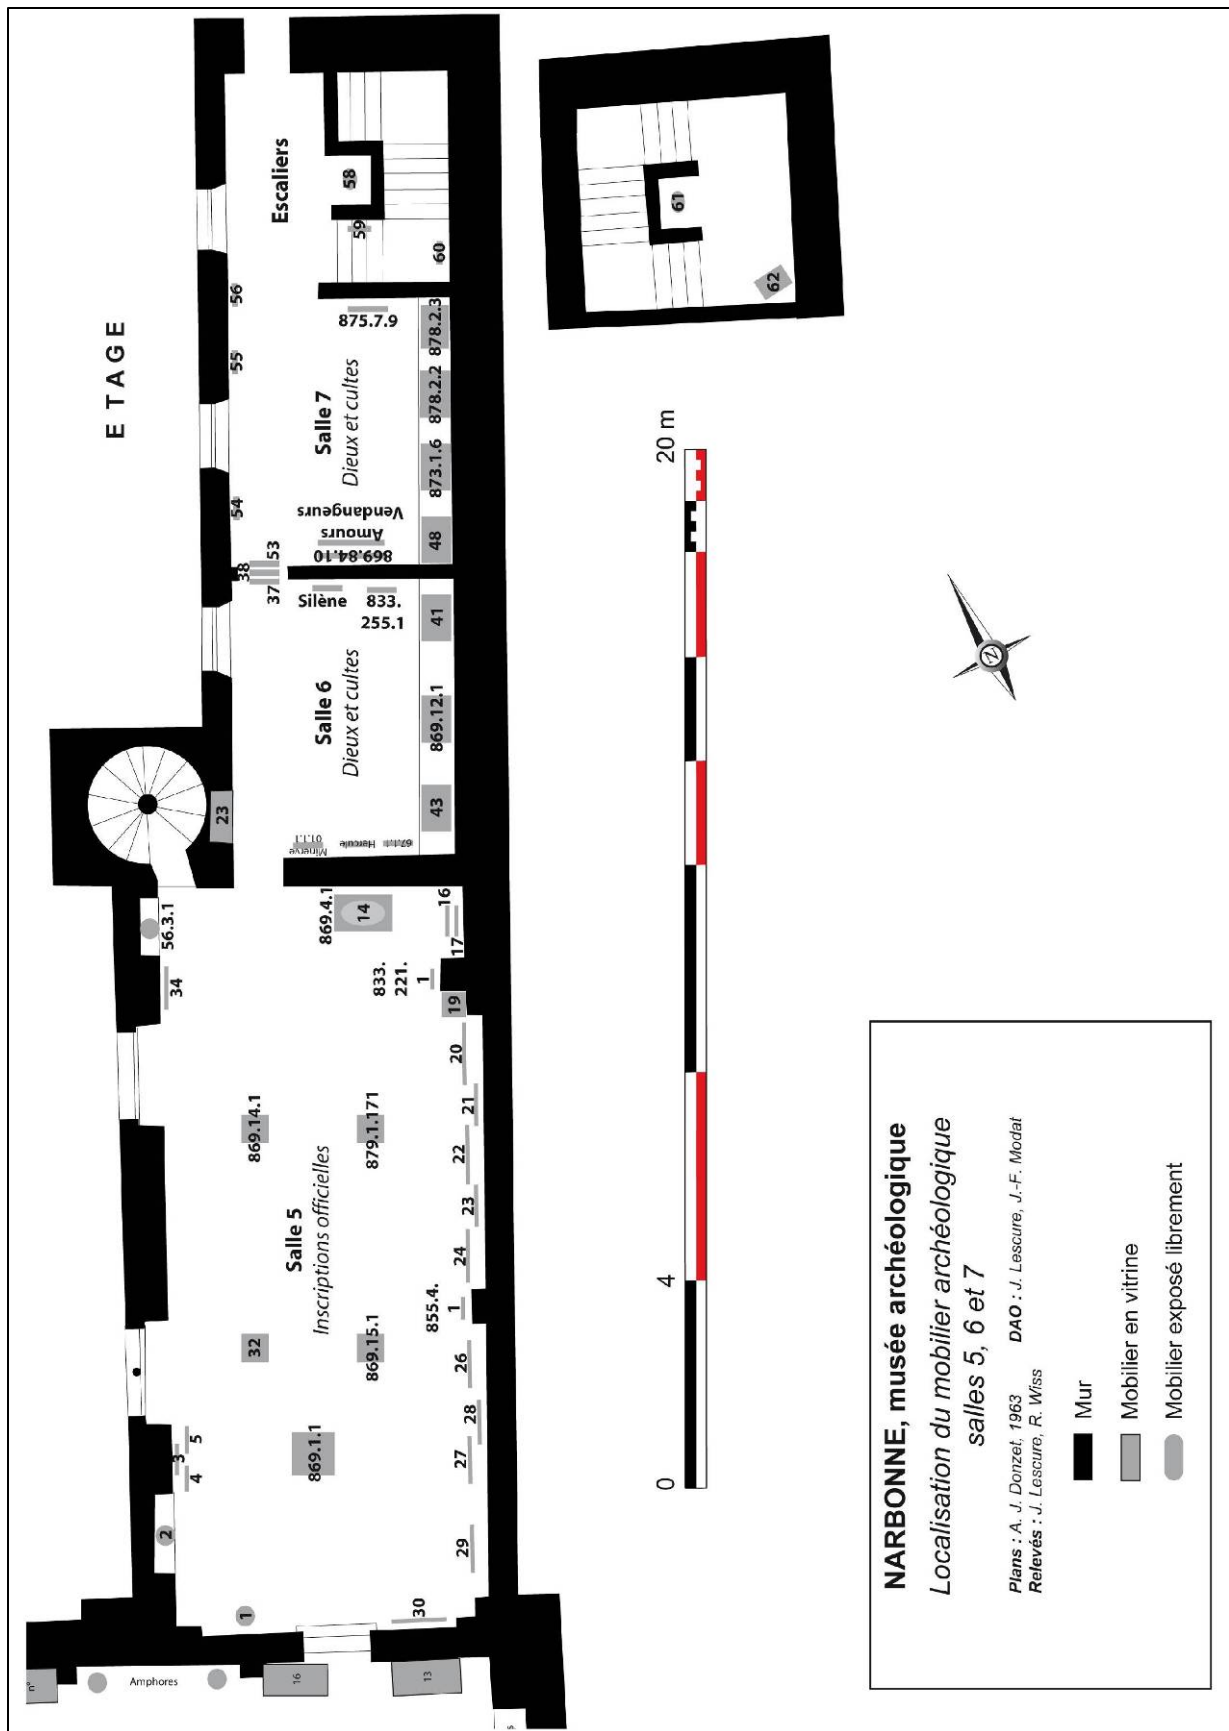 ETAGE
Escaliers
58
59
60
56
55
54
875.7.9
Salle 7
Dieux et cultes
878.2.3
878.2.2
873.1.6
48
Amours
Vendangeurs
869.84.10
53
38
37
Silène
833.
255.1
41
Salle 6
Dieux et cultes
869.12.1
43
23
Minerve
01.1.1
Hercule
67.1.1
61
62
56.3.1
34
869.4.1
14
16
17
833.
221.
1
19
20
21
22
23
24
869.14.1
879.1.171
Salle 5
Inscriptions officielles
855.4.
1
32
869.15.1
26
28
27
869.1.1
3
5
4
2
29
30
1
Amphores
n°
16
13
s
0
4
20 m
N
NARBONNE, musée archéologique
Localisation du mobilier archéologique
salles 5, 6 et 7
Plans : A. J. Donzet, 1963 DAO : J. Lescure, J.-F. Modat
Relevés : J. Lescure, R. Wiss
Mur
Mobilier en vitrine
Mobilier exposé librement